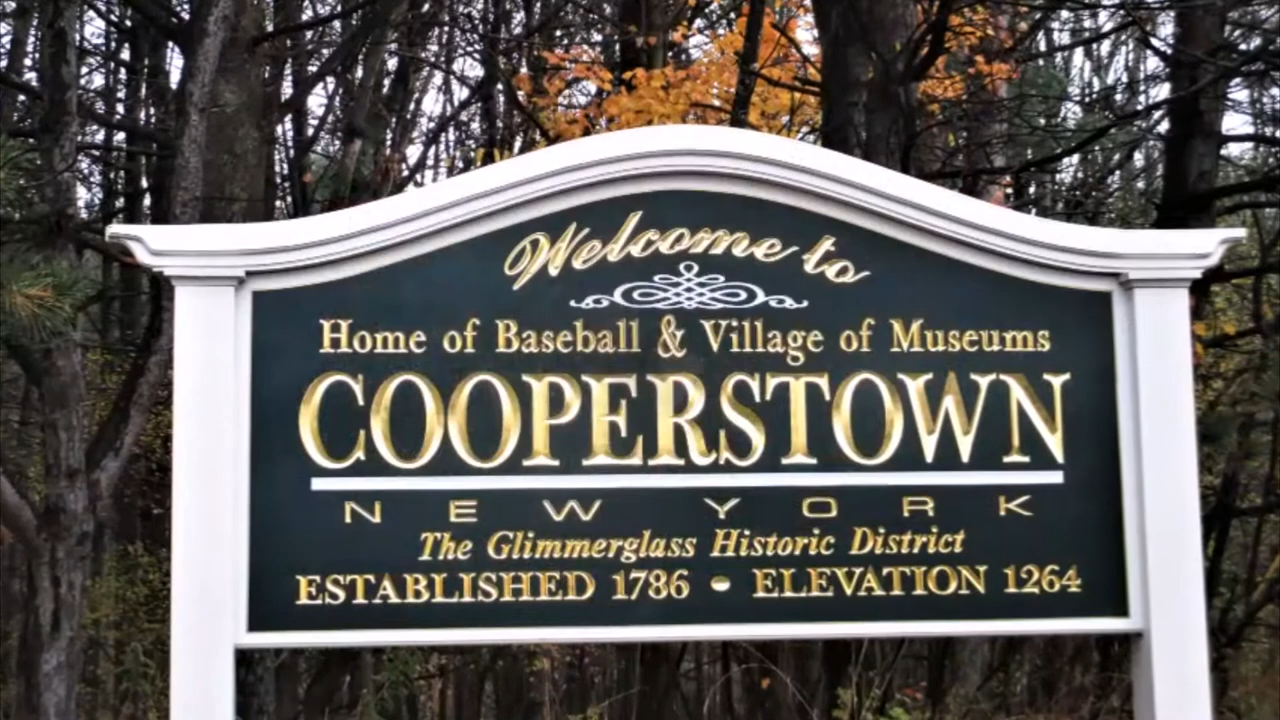 Welcome to
Home of Baseball & Village of Museums
COOPERSTOWN
NEW YORK
The Glimmerglass Historic District
ESTABLISHED 1786 • ELEVATION 1264